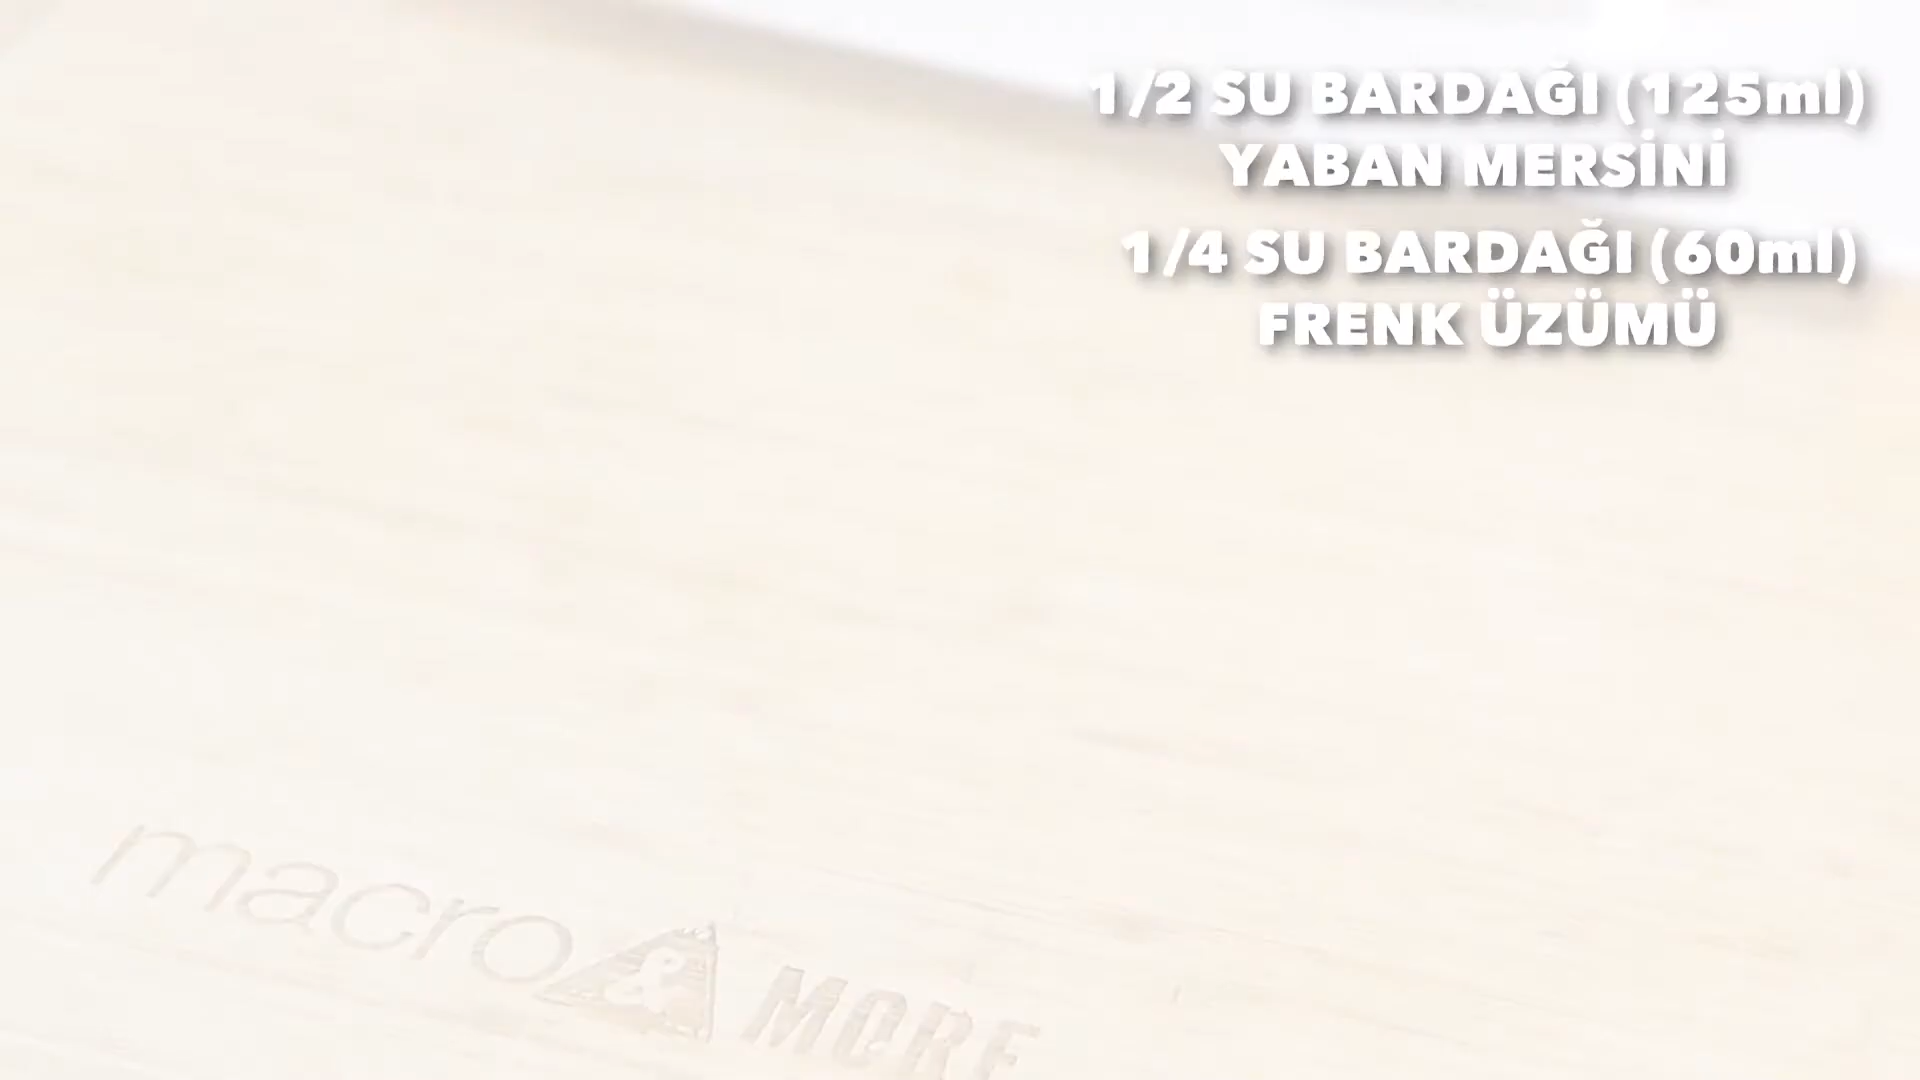 1/2 SU BARDAĞI (125ml)
YABAN MERSİNİ
1/4 SU BARDAĞI (60ml)
FRENK ÜZÜMÜ
macro & MORE